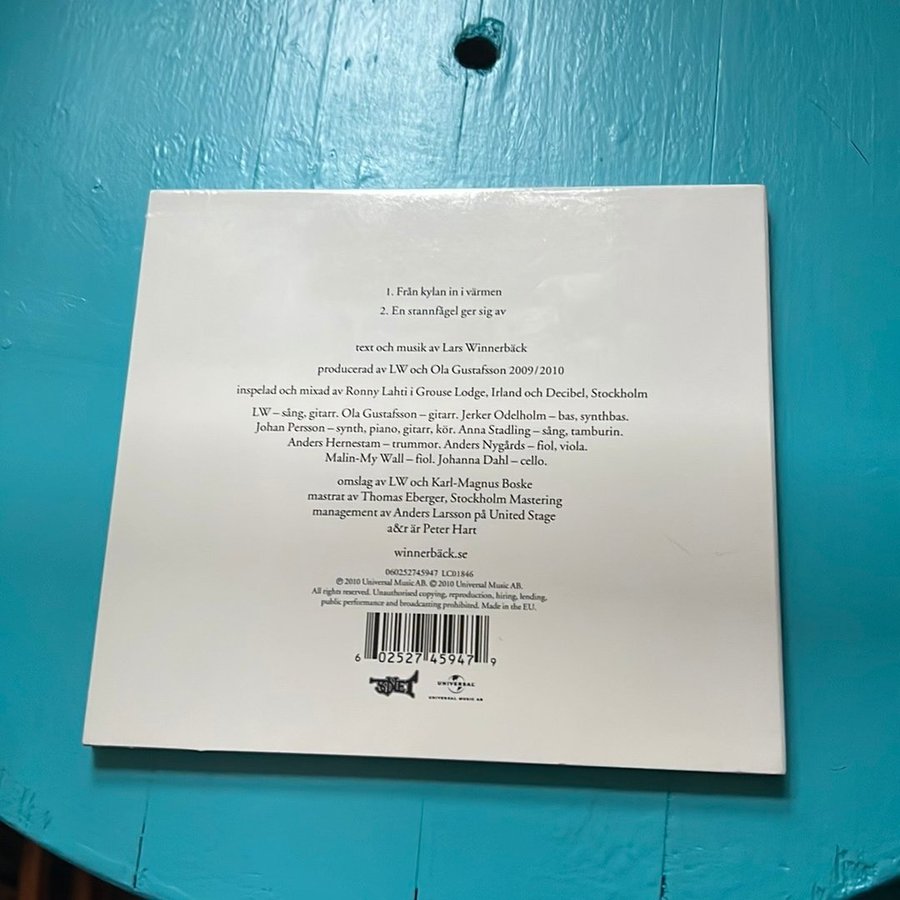 1. Från kylan in i värmen
2. En stannfågel ger sig av
text och musik av Lars Winnerbäck
producerad av LW och Ola Gustafsson 2009/2010
inspelad och mixad av Ronny Lahti i Grouse Lodge, Irland och Decibel, Stockholm
LW – sång, gitarr. Ola Gustafsson – gitarr. Jerker Odelholm – bas, synthbas.
Johan Persson – synth, piano, gitarr, kör. Anna Stadling – sång, tamburin.
Anders Hernestam – trummor. Anders Nygårds – fiol, viola.
Malin-My Wall – fiol. Johanna Dahl – cello.
omslag av LW och Karl-Magnus Boske
mastrat av Thomas Eberger, Stockholm Mastering
management av Anders Larsson på United Stage
a&r är Peter Hart
winnerbäck.se
060252745947 LC01846
℗ 2010 Universal Music AB. © 2010 Universal Music AB.
All rights reserved. Unauthorised copying, reproduction, hiring, lending,
public performance and broadcasting prohibited. Made in the EU.
6 02527 45947 9
SONET
UNIVERSAL
UNIVERSAL MUSIC AB